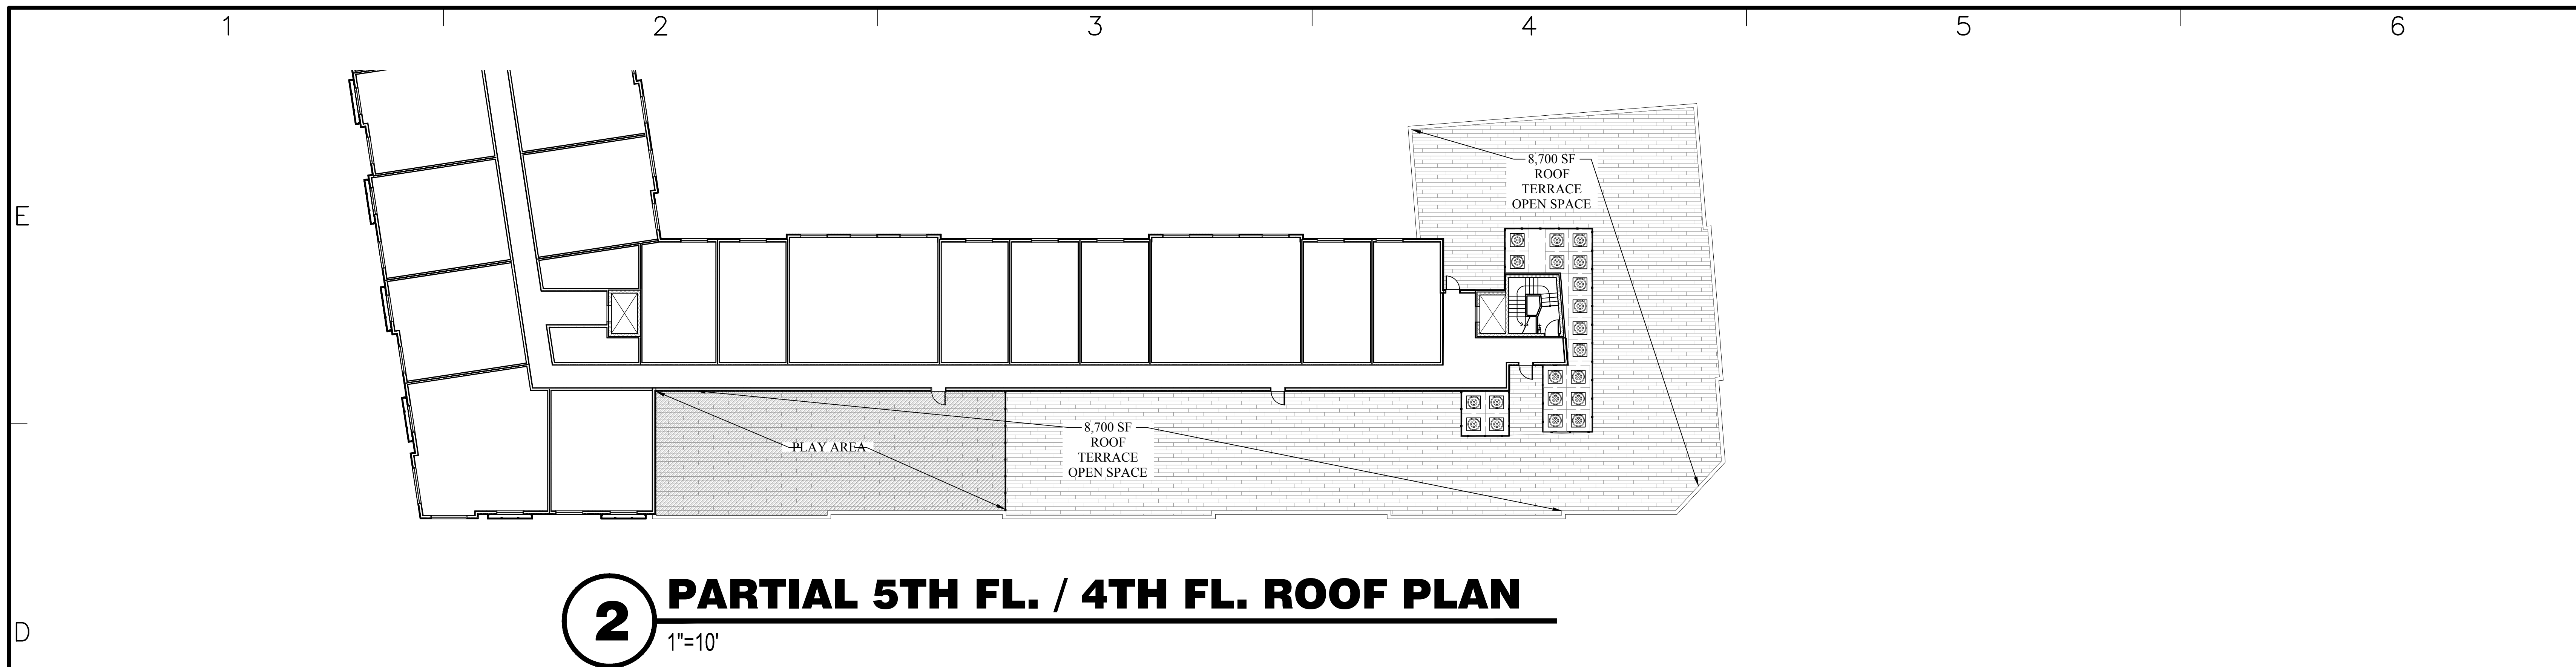 1 2 3 4 5 6
8,700 SF
ROOF
TERRACE
OPEN SPACE
E
8,700 SF
ROOF
TERRACE
OPEN SPACE
PLAY AREA
2 PARTIAL 5TH FL. / 4TH FL. ROOF PLAN
1"=10'
D